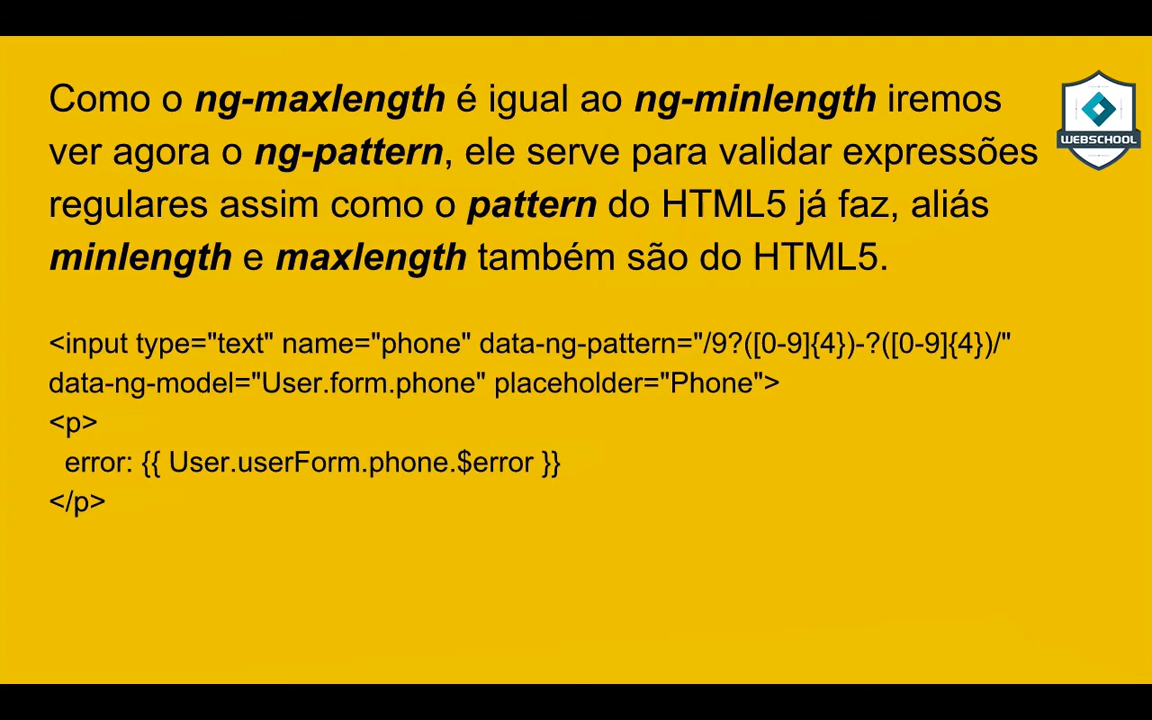 Como o ng-maxlength é igual ao ng-minlength iremos
ver agora o ng-pattern, ele serve para validar expressões
regulares assim como o pattern do HTML5 já faz, aliás
minlength e maxlength também são do HTML5.
WEBSCHOOL
<input type="text" name="phone" data-ng-pattern="/9?([0-9]{4})-?([0-9]{4})/"
data-ng-model="User.form.phone" placeholder="Phone">
<p>
error: {{ User.userForm.phone.$error }}
</p>